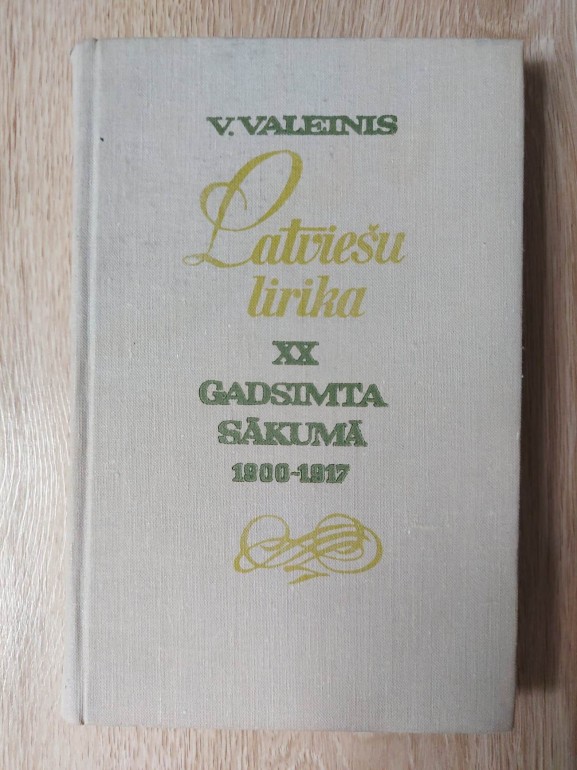 V. VALEINIS
Latviešu
lirika
XX
GADSIMTA
SĀKUMĀ
1900-1917